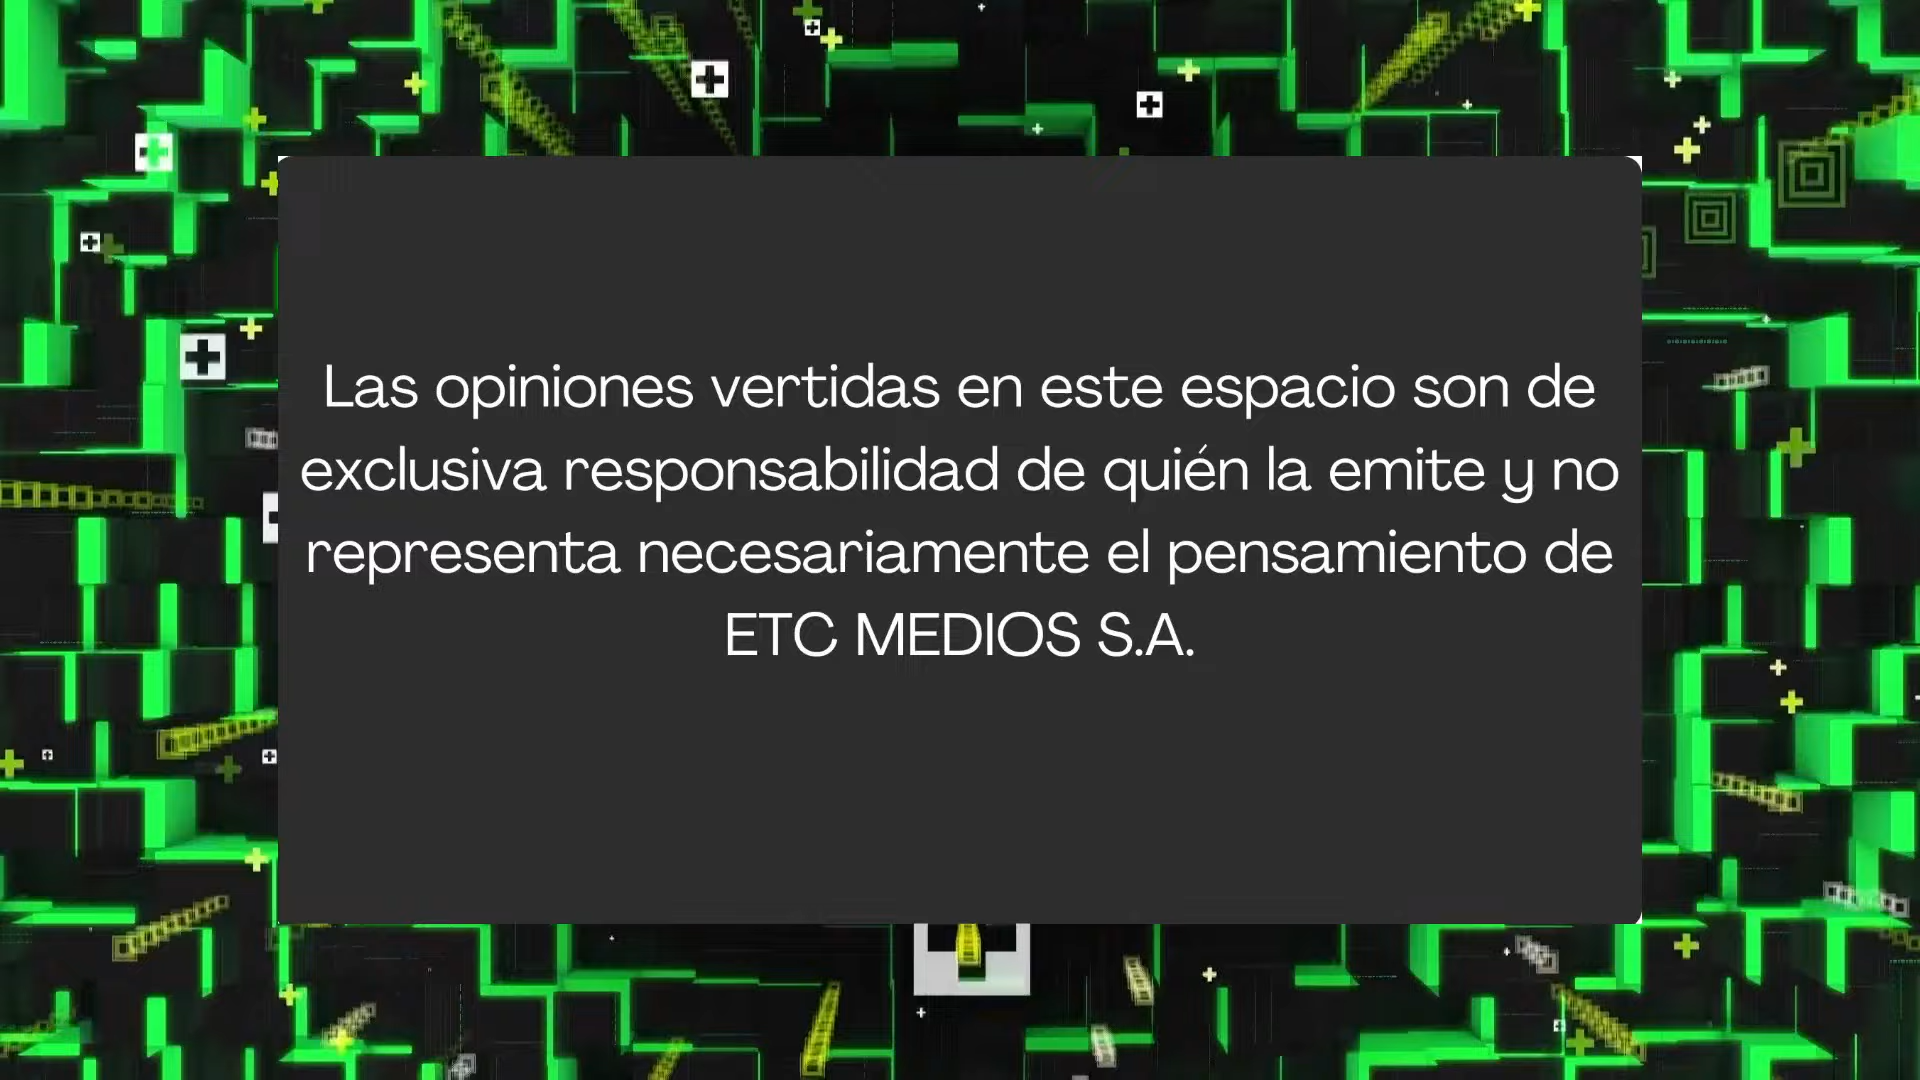 Las opiniones vertidas en este espacio son de
exclusiva responsabilidad de quién la emite y no
representa necesariamente el pensamiento de
ETC MEDIOS S.A.